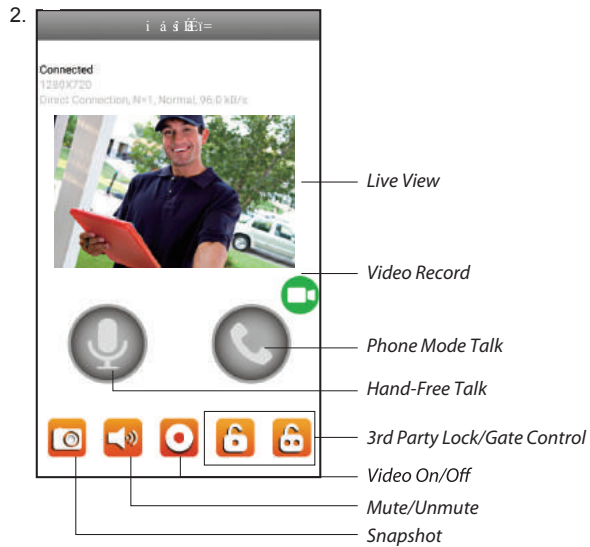 2.
Connected
1280X720
Direct Connection, N=1, Normal, 96.0 kB/s
Live View
Video Record
Phone Mode Talk
Hand-Free Talk
3rd Party Lock/Gate Control
Video On/Off
Mute/Unmute
Snapshot